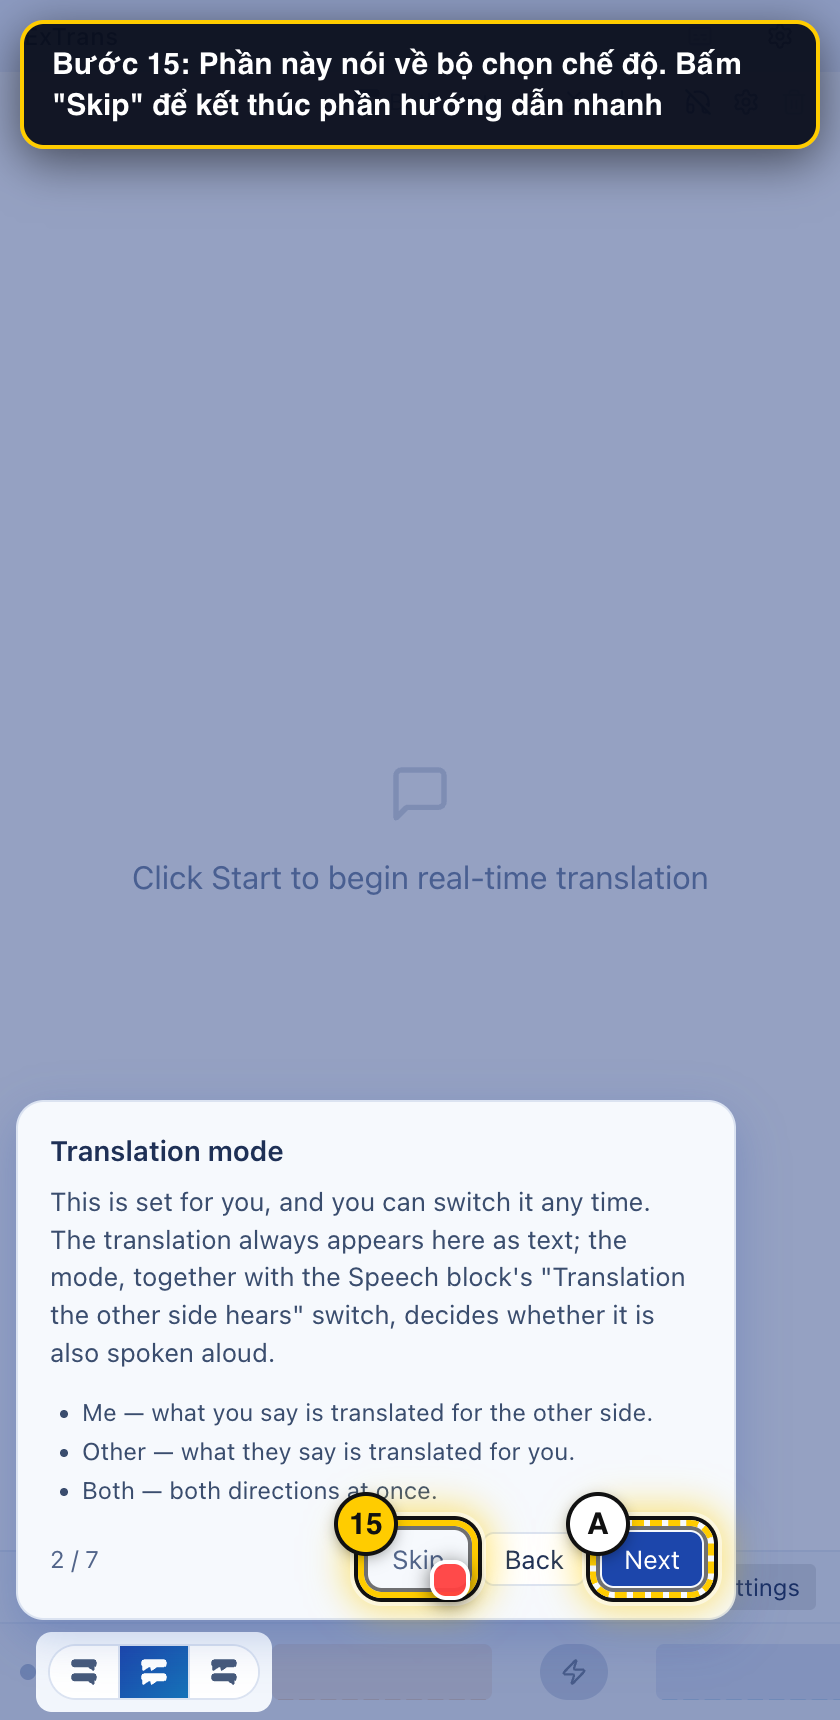 Bước 15: Phần này nói về bộ chọn chế độ. Bấm
"Skip" để kết thúc phần hướng dẫn nhanh
Click Start to begin real-time translation
Translation mode
This is set for you, and you can switch it any time.
The translation always appears here as text; the
mode, together with the Speech block's "Translation
the other side hears" switch, decides whether it is
also spoken aloud.
• Me — what you say is translated for the other side.
• Other — what they say is translated for you.
• Both — both directions at once.
15
A
2 / 7
Skip
Back
Next
ttings